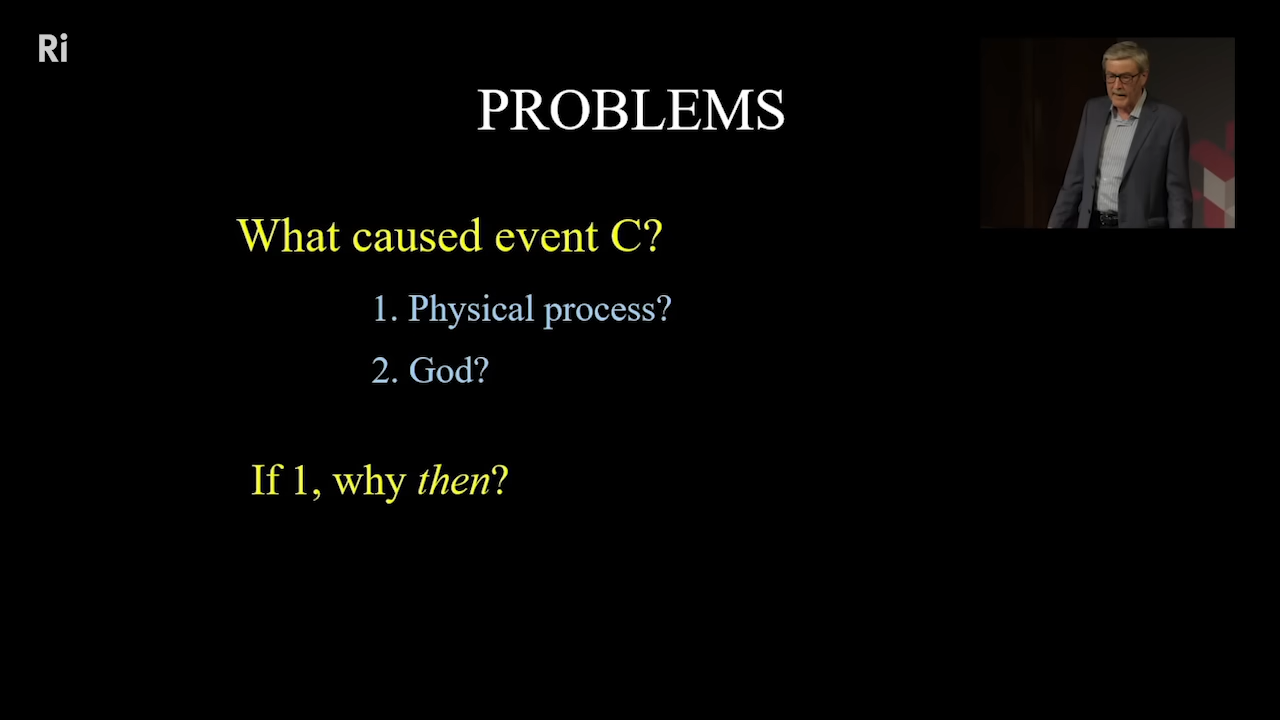 Ri
PROBLEMS
What caused event C?
1. Physical process?
2. God?
If 1, why then?